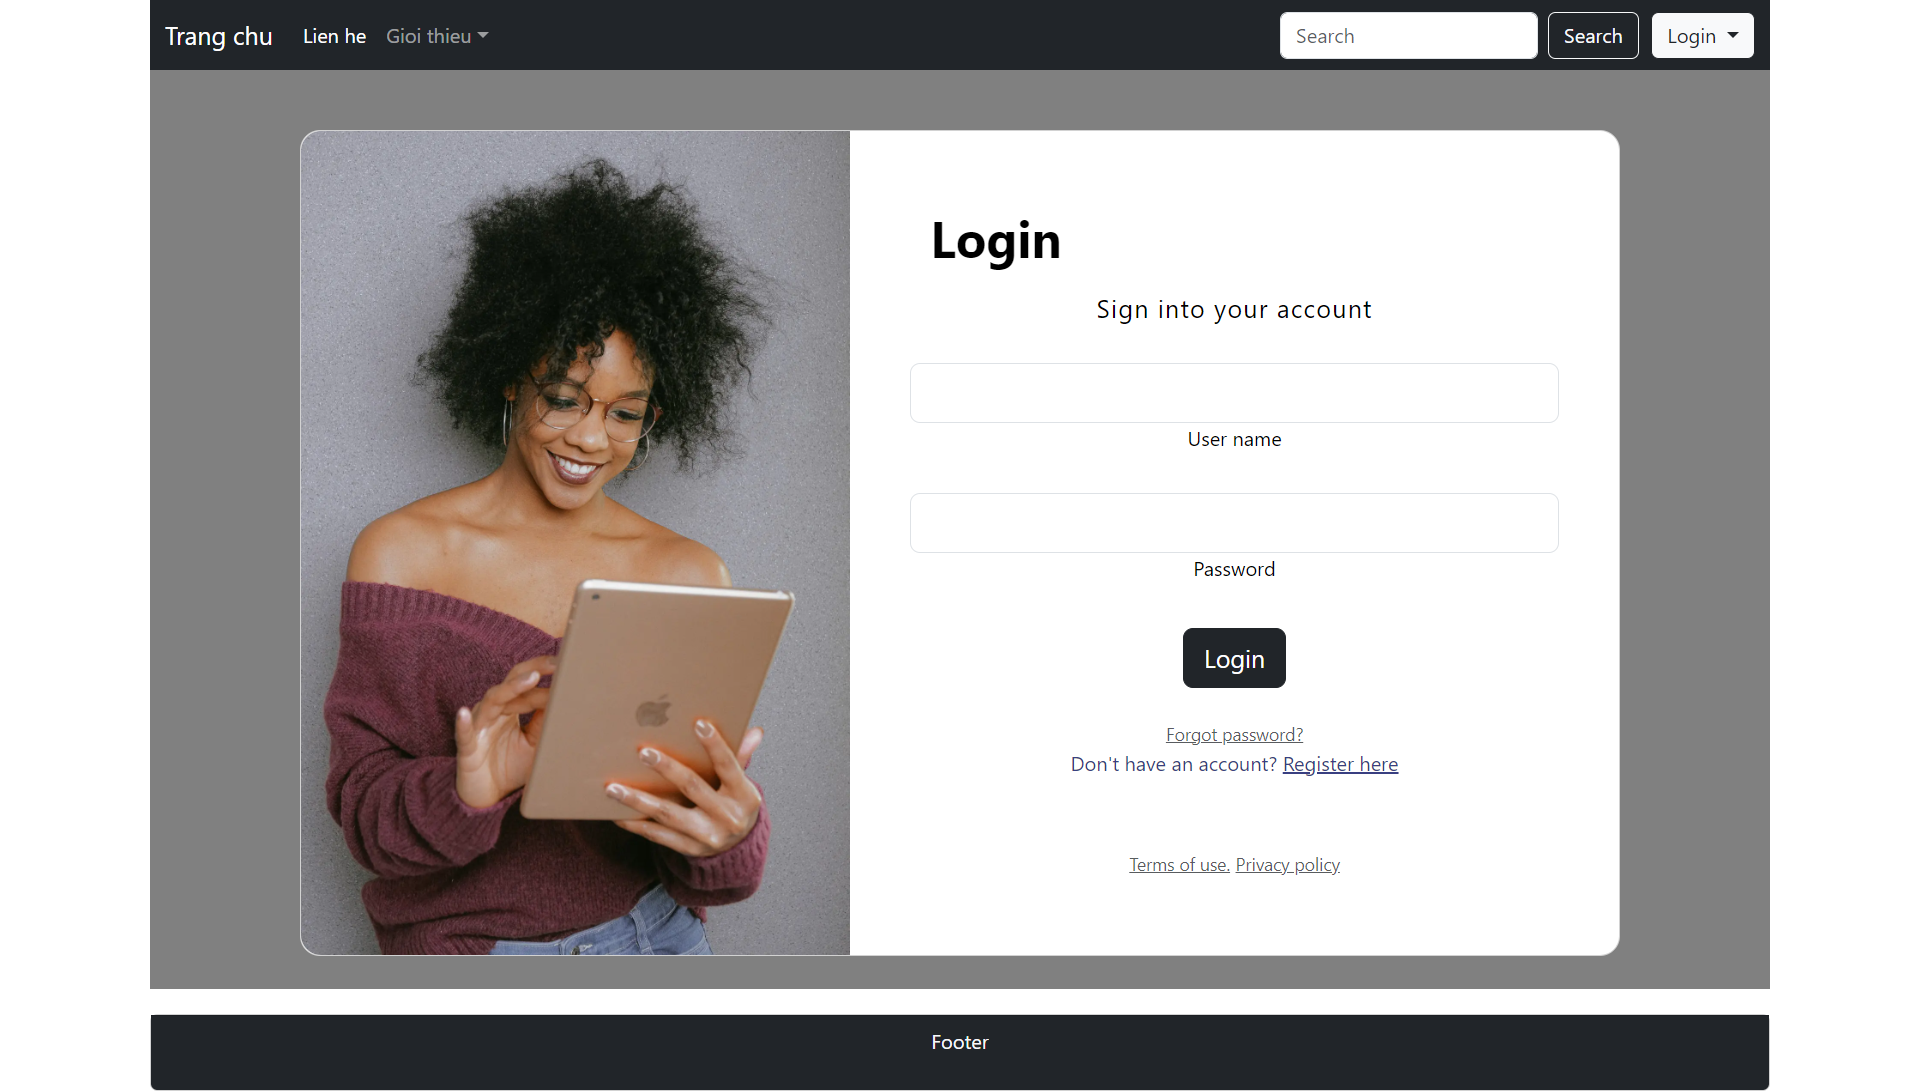 Trang chu Lien he Gioi thieu Search Search Login
Login
Sign into your account
User name
Password
Login
Forgot password?
Don't have an account? Register here
Terms of use. Privacy policy
Footer